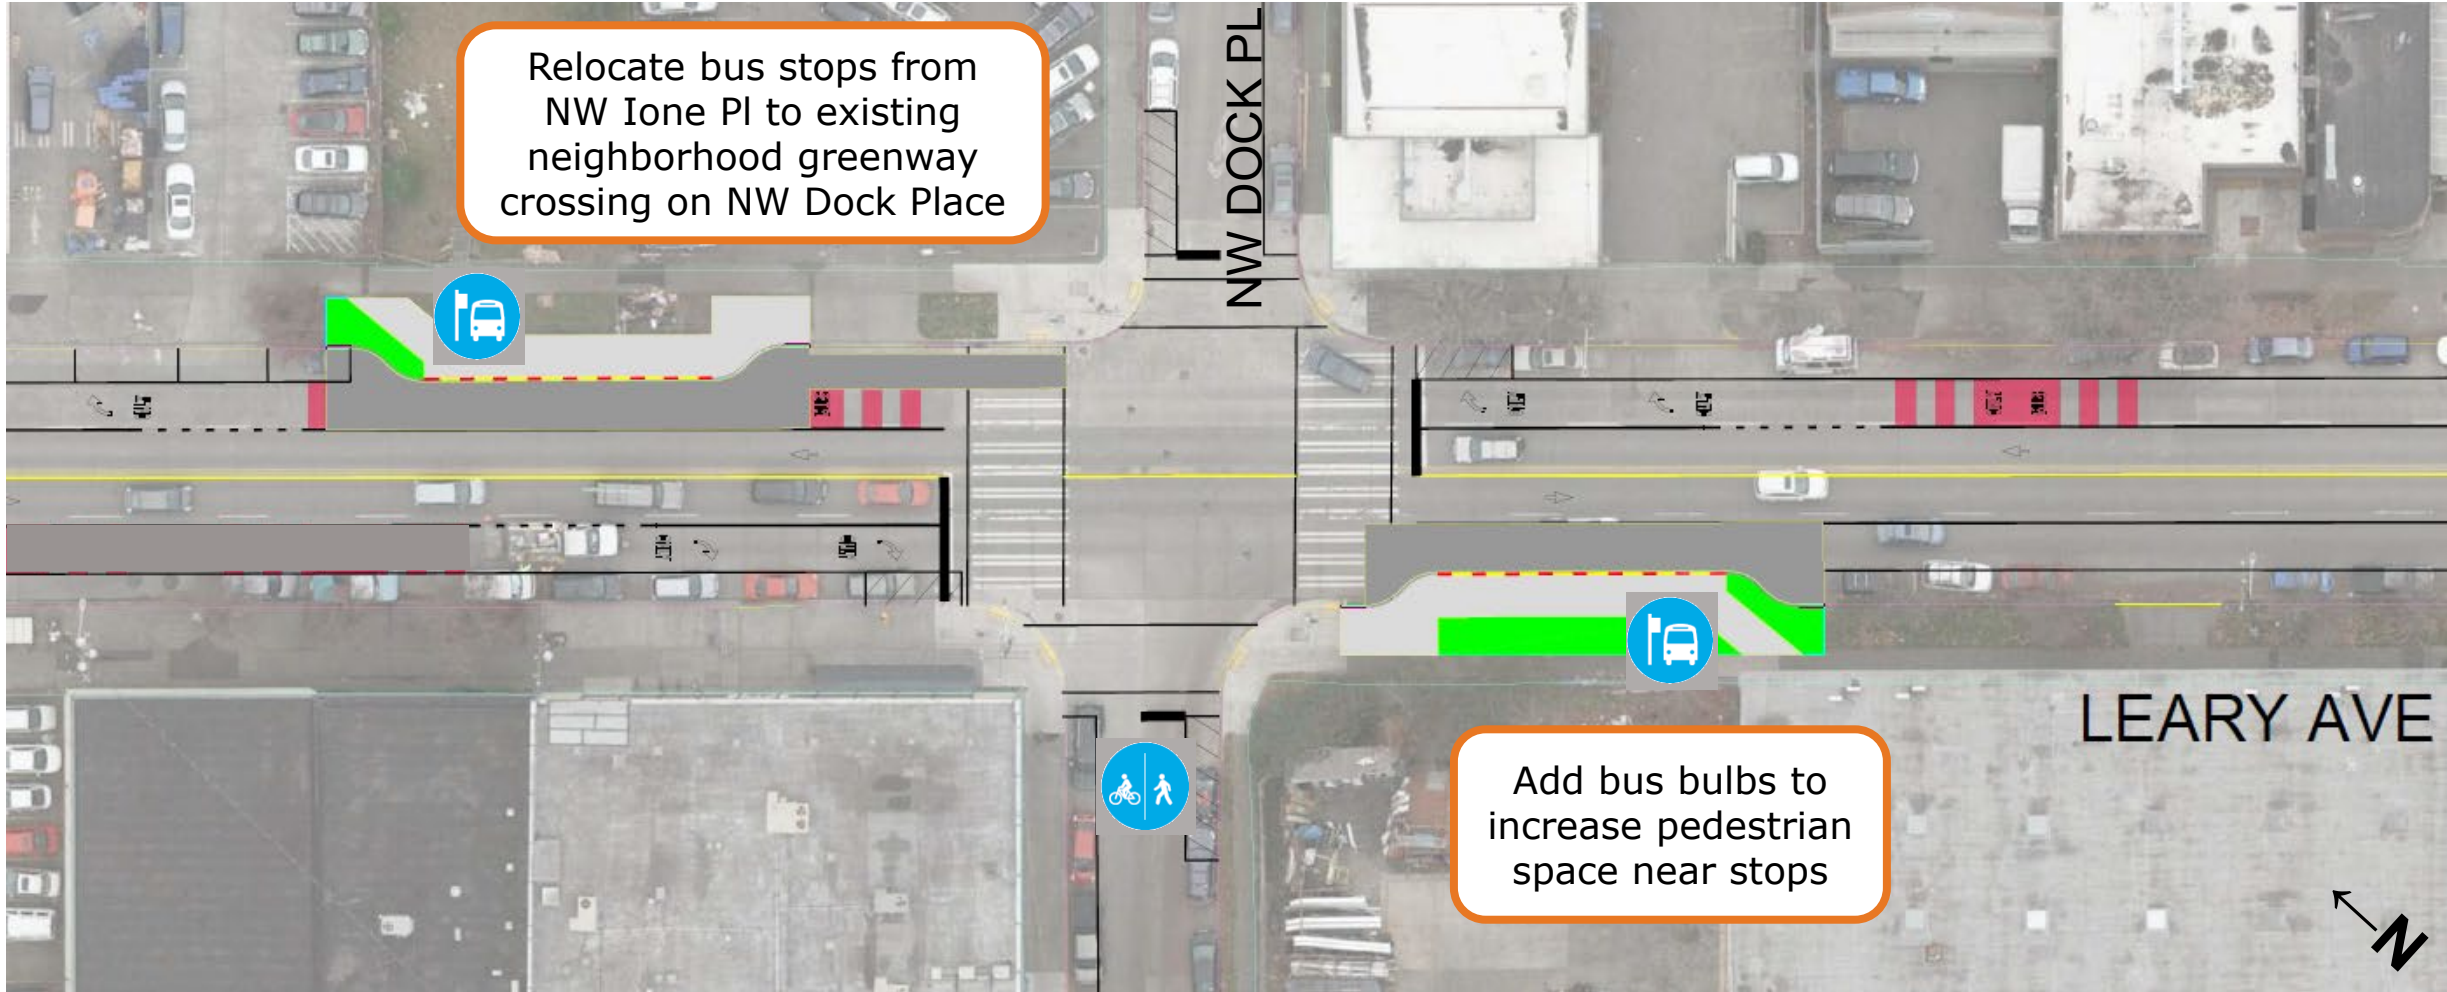 Relocate bus stops from
NW Ione Pl to existing
neighborhood greenway
crossing on NW Dock Place
NW DOCK PL
LEARY AVE
Add bus bulbs to
increase pedestrian
space near stops
N